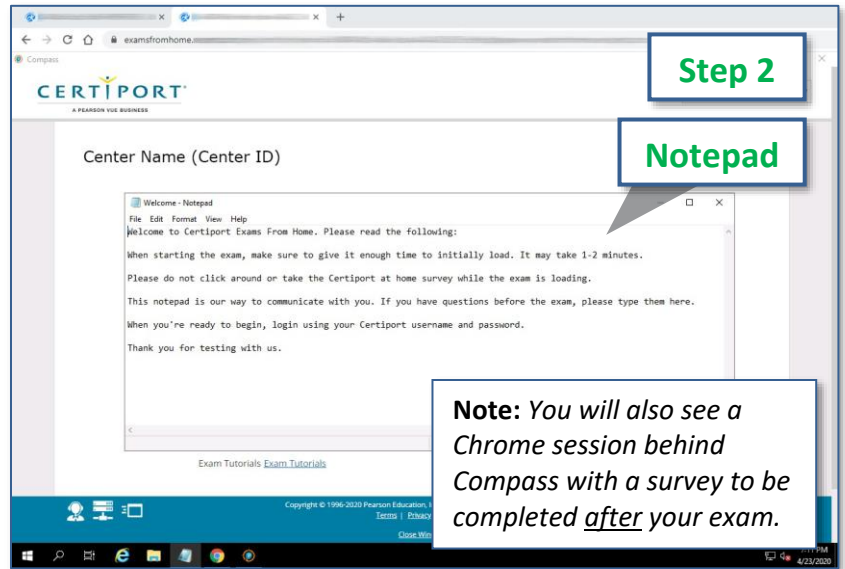 examsfromhome.
Compass
Step 2
CERTIPORT
A PEARSON VUE BUSINESS
Notepad
Center Name (Center ID)
Welcome - Notepad
File Edit Format View Help
Welcome to Certiport Exams From Home. Please read the following:
When starting the exam, make sure to give it enough time to initially load. It may take 1-2 minutes.
Please do not click around or take the Certiport at home survey while the exam is loading.
This notepad is our way to communicate with you. If you have questions before the exam, please type them here.
When you're ready to begin, login using your Certiport username and password.
Thank you for testing with us.
Note: You will also see a
Chrome session behind
Compass with a survey to be
completed after your exam.
Exam Tutorials Exam Tutorials
Copyright © 1996-2020 Pearson Education,
Terms | Privacy
Close
4/23/2020